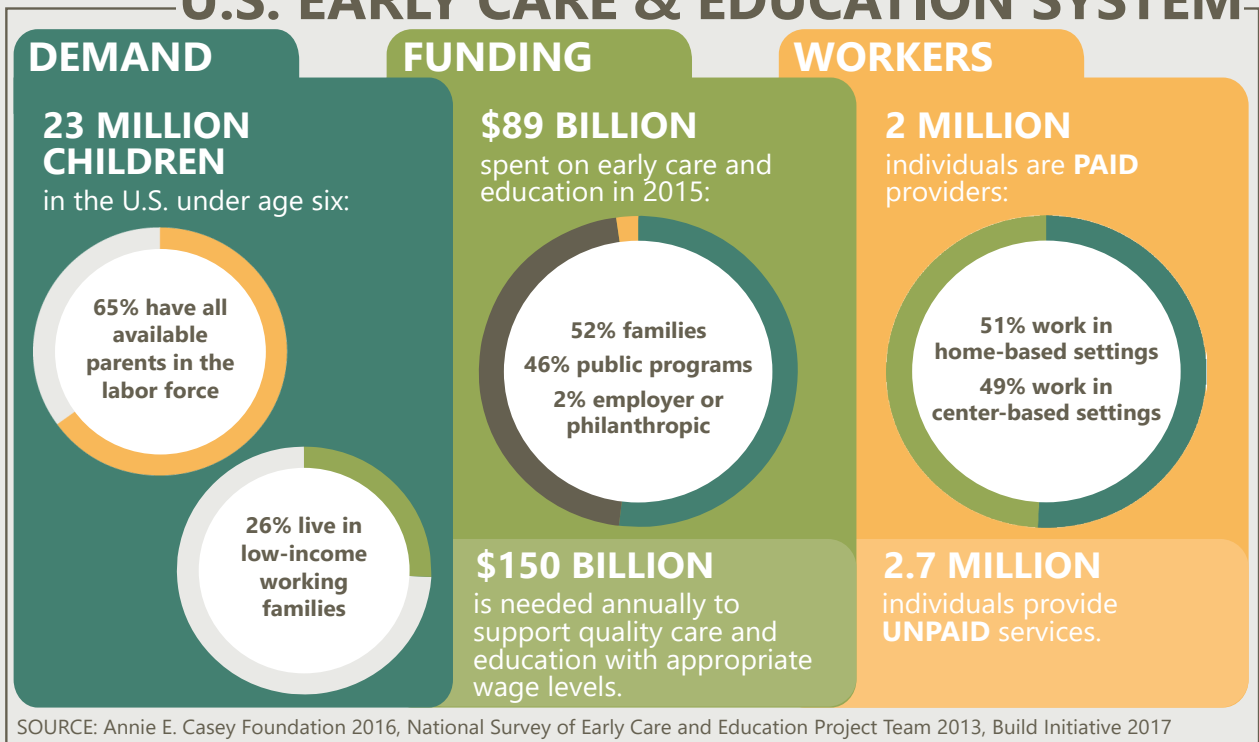 U.S. EARLY CARE & EDUCATION SYSTEM
DEMAND
23 MILLION
CHILDREN
in the U.S. under age six:
65% have all
available
parents in the
labor force
26% live in
low-income
working
families
FUNDING
$89 BILLION
spent on early care and
education in 2015:
52% families
46% public programs
2% employer or
philanthropic
$150 BILLION
is needed annually to
support quality care and
education with appropriate
wage levels.
WORKERS
2 MILLION
individuals are PAID
providers:
51% work in
home-based settings
49% work in
center-based settings
2.7 MILLION
individuals provide
UNPAID services.
SOURCE: Annie E. Casey Foundation 2016, National Survey of Early Care and Education Project Team 2013, Build Initiative 2017